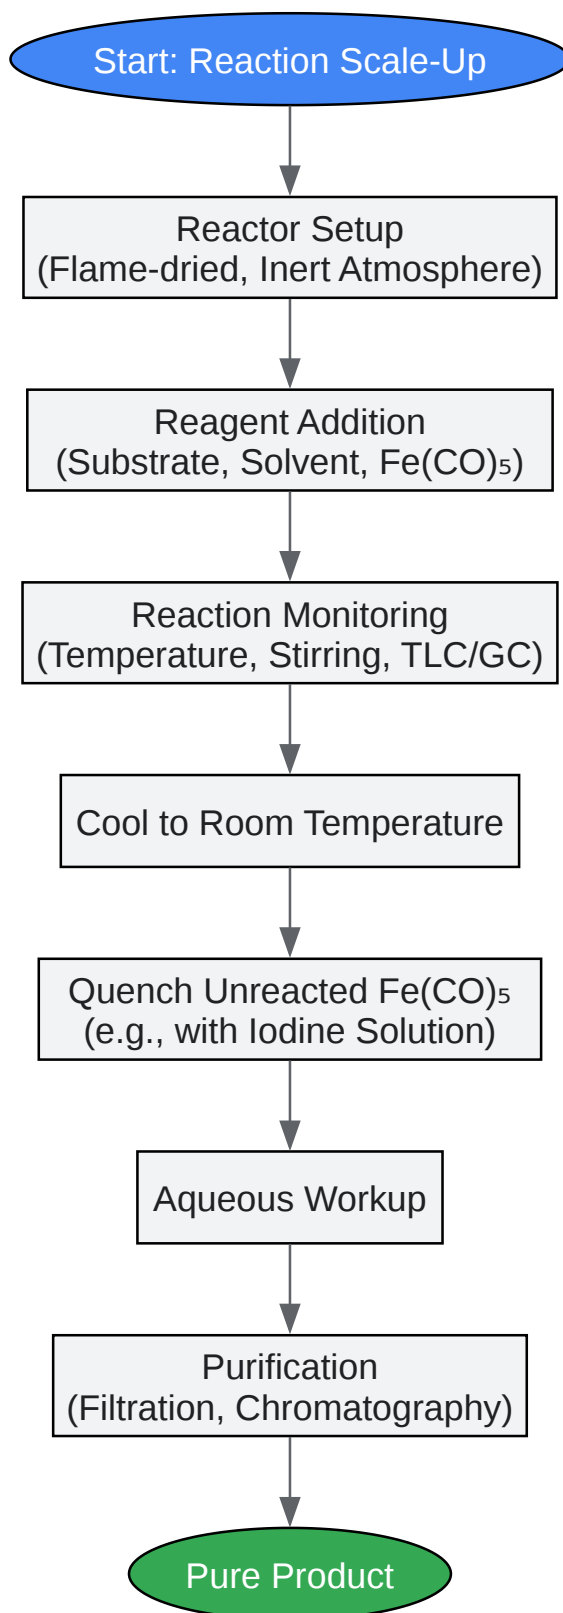 Start: Reaction Scale-Up
Reactor Setup
(Flame-dried, Inert Atmosphere)
Reagent Addition
(Substrate, Solvent, Fe(CO)₅)
Reaction Monitoring
(Temperature, Stirring, TLC/GC)
Cool to Room Temperature
Quench Unreacted Fe(CO)₅
(e.g., with Iodine Solution)
Aqueous Workup
Purification
(Filtration, Chromatography)
Pure Product